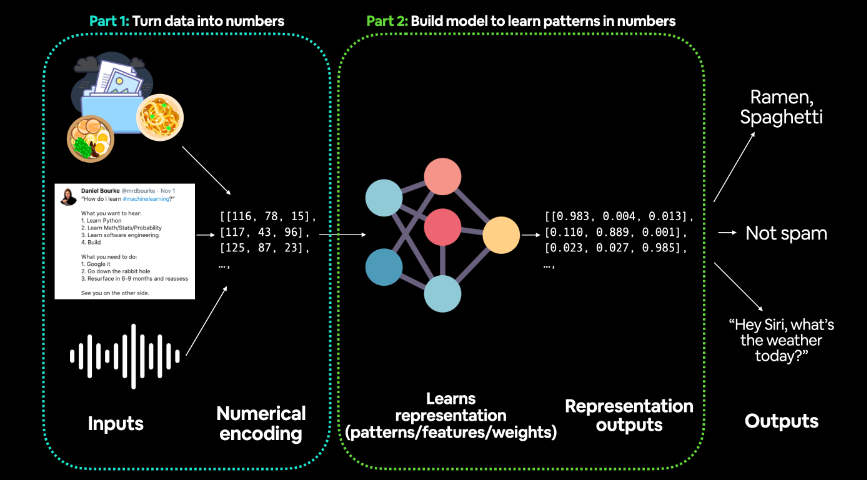 Part 1: Turn data into numbers
Part 2: Build model to learn patterns in numbers
Daniel Bourke @mrdbourke · Nov 1
"How do I learn #machinelearning?"
What you want to hear:
1. Learn Python
2. Learn Math/Stats/Probability
3. Learn software engineering
4. Build
What you need to do:
1. Google it
2. Go down the rabbit hole
3. Resurface in 6-9 months and reassess
See you on the other side.
[[116, 78, 15],
[117, 43, 96],
[125, 87, 23],
…,
[[0.983, 0.004, 0.013],
[0.110, 0.889, 0.001],
[0.023, 0.027, 0.985],
…,
Ramen,
Spaghetti
Not spam
“Hey Siri, what’s
the weather
today?”
Inputs
Numerical
encoding
Learns
representation
(patterns/features/weights)
Representation
outputs
Outputs